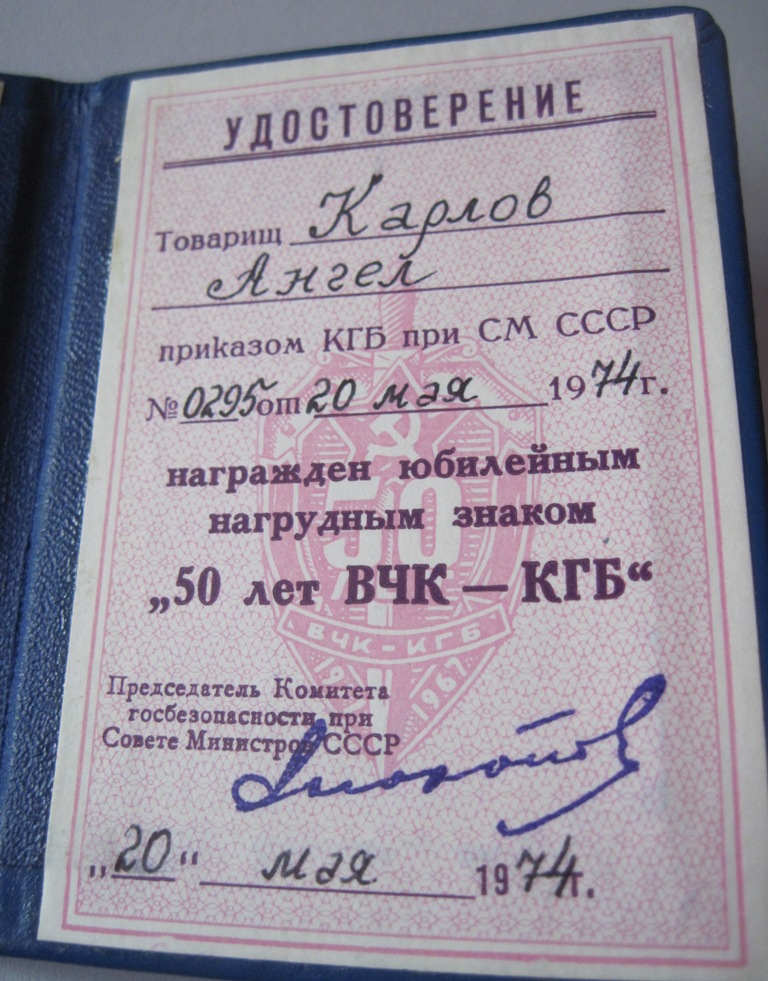 УДОСТОВЕРЕНИЕ
Товарищ Карлов
Ангел
приказом КГБ при СМ СССР
№ 0295 от 20 мая 1974 г.
награжден юбилейным
нагрудным знаком
„50 лет ВЧК — КГБ“
50
ВЧК-КГБ
1917 1967
Председатель Комитета
госбезопасности при
Совете Министров СССР
„20“ мая 1974 г.